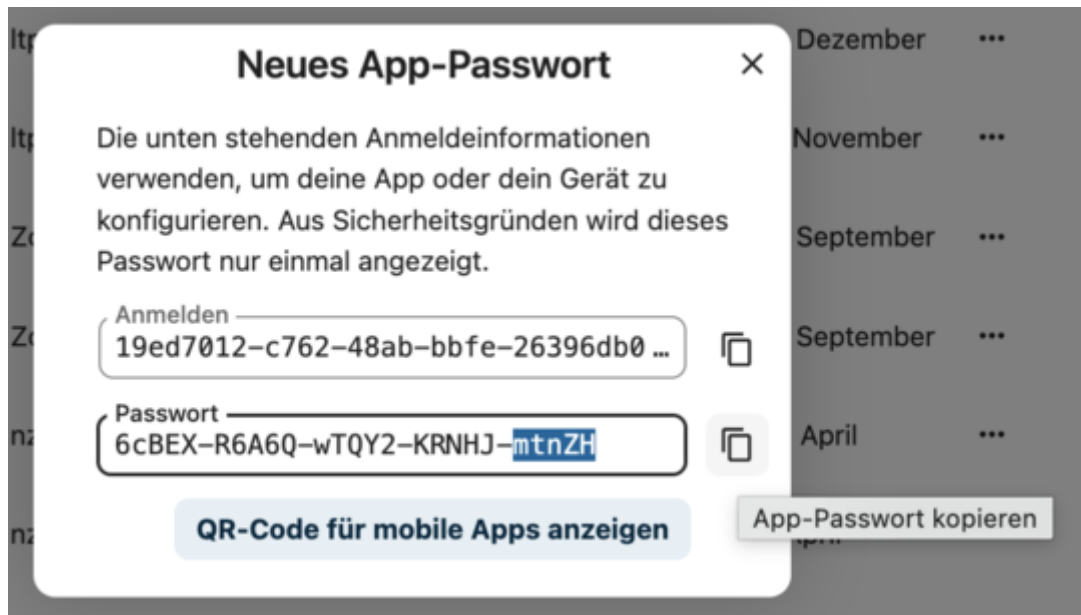 Neues App-Passwort
Die unten stehenden Anmeldeinformationen
verwenden, um deine App oder dein Gerät zu
konfigurieren. Aus Sicherheitsgründen wird dieses
Passwort nur einmal angezeigt.
Anmelden
19ed7012-c762-48ab-bbfe-26396db0 ...
Passwort
6cBEX-R6A6Q-wTQY2-KRNHJ-mtnZH
QR-Code für mobile Apps anzeigen
App-Passwort kopieren
Dezember
November
September
September
April